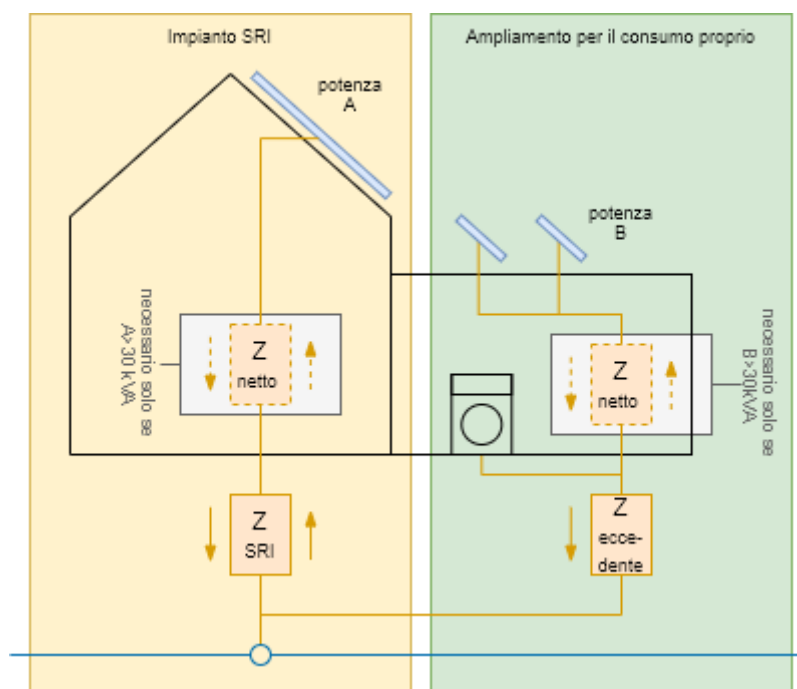 Impianto SRI
Ampliamento per il consumo proprio
potenza
A
potenza
B
necessario solo se
A>30 kVA
Z
netto
Z
netto
necessario solo se
B>30kVA
Z
SRI
Z
ecce-
dente